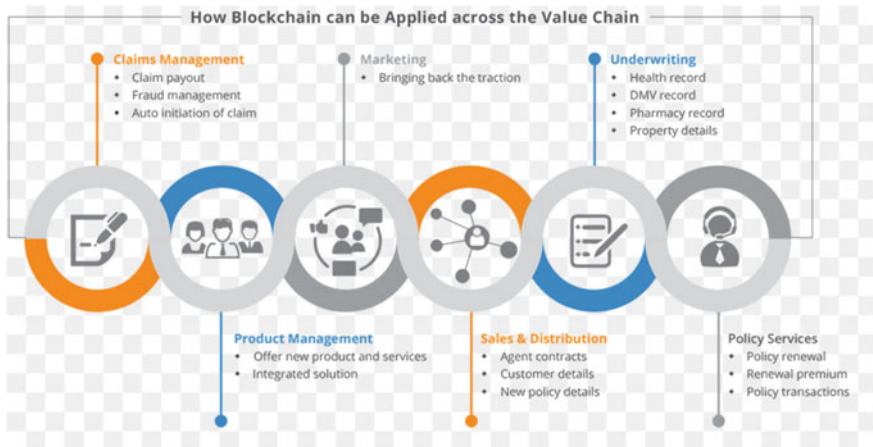 How Blockchain can be Applied across the Value Chain
Claims Management
• Claim payout
• Fraud management
• Auto initiation of claim
Marketing
• Bringing back the traction
Underwriting
• Health record
• DMV record
• Pharmacy record
• Property details
Product Management
• Offer new product and services
• Integrated solution
Sales & Distribution
• Agent contracts
• Customer details
• New policy details
Policy Services
• Policy renewal
• Renewal premium
• Policy transactions